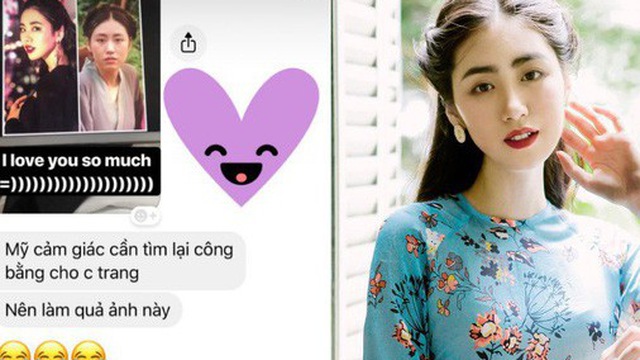 I love you so much
=))))))))))))))))))))
Mỹ cảm giác cần tìm lại công
bằng cho c trang
Nên làm quả ảnh này